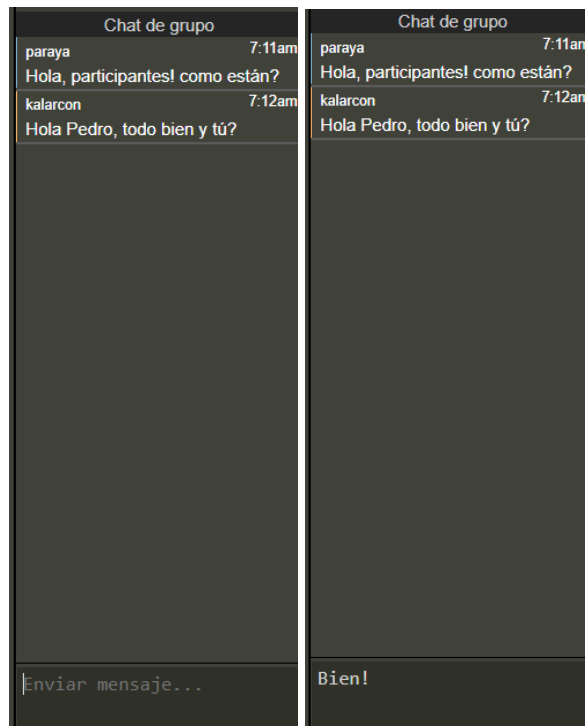 Chat de grupo
paraya 7:11am
Hola, participantes! como están?
kalarcon 7:12am
Hola Pedro, todo bien y tú?
Enviar mensaje...
Chat de grupo
paraya 7:11am
Hola, participantes! como están?
kalarcon 7:12am
Hola Pedro, todo bien y tú?
Bien!